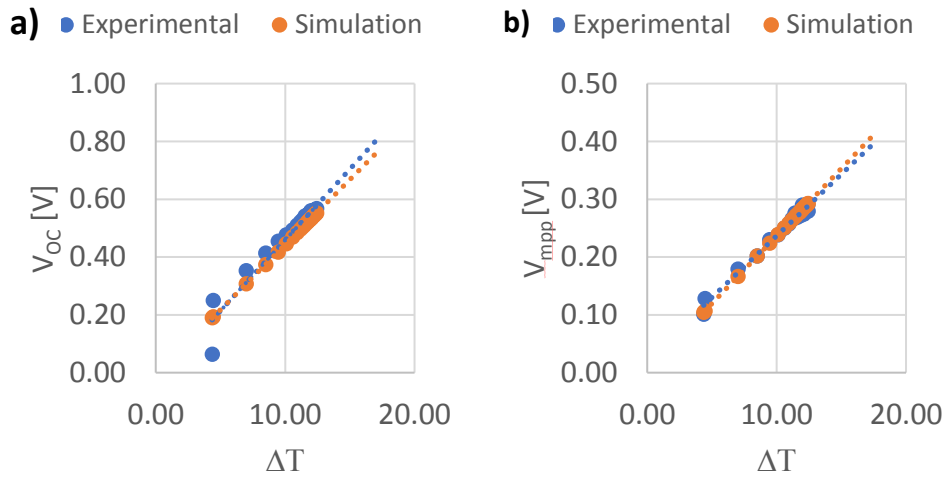 a) Experimental Simulation
1.00
0.80
0.60
0.40
0.20
0.00
V_OC [V]
0.00 10.00 20.00
ΔT
b) Experimental Simulation
0.50
0.40
0.30
0.20
0.10
0.00
V_mpp [V]
0.00 10.00 20.00
ΔT